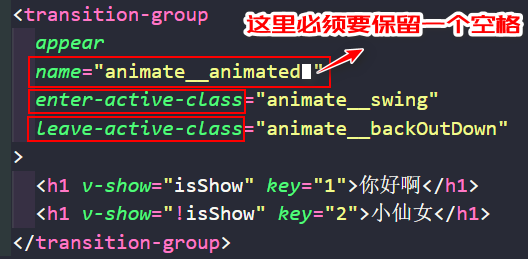 <transition-group
这里必须要保留一个空格
appear
name="animate__animated "
enter-active-class="animate__swing"
leave-active-class="animate__backOutDown"
>
<h1 v-show="isShow" key="1">你好啊</h1>
<h1 v-show="!isShow" key="2">小仙女</h1>
</transition-group>